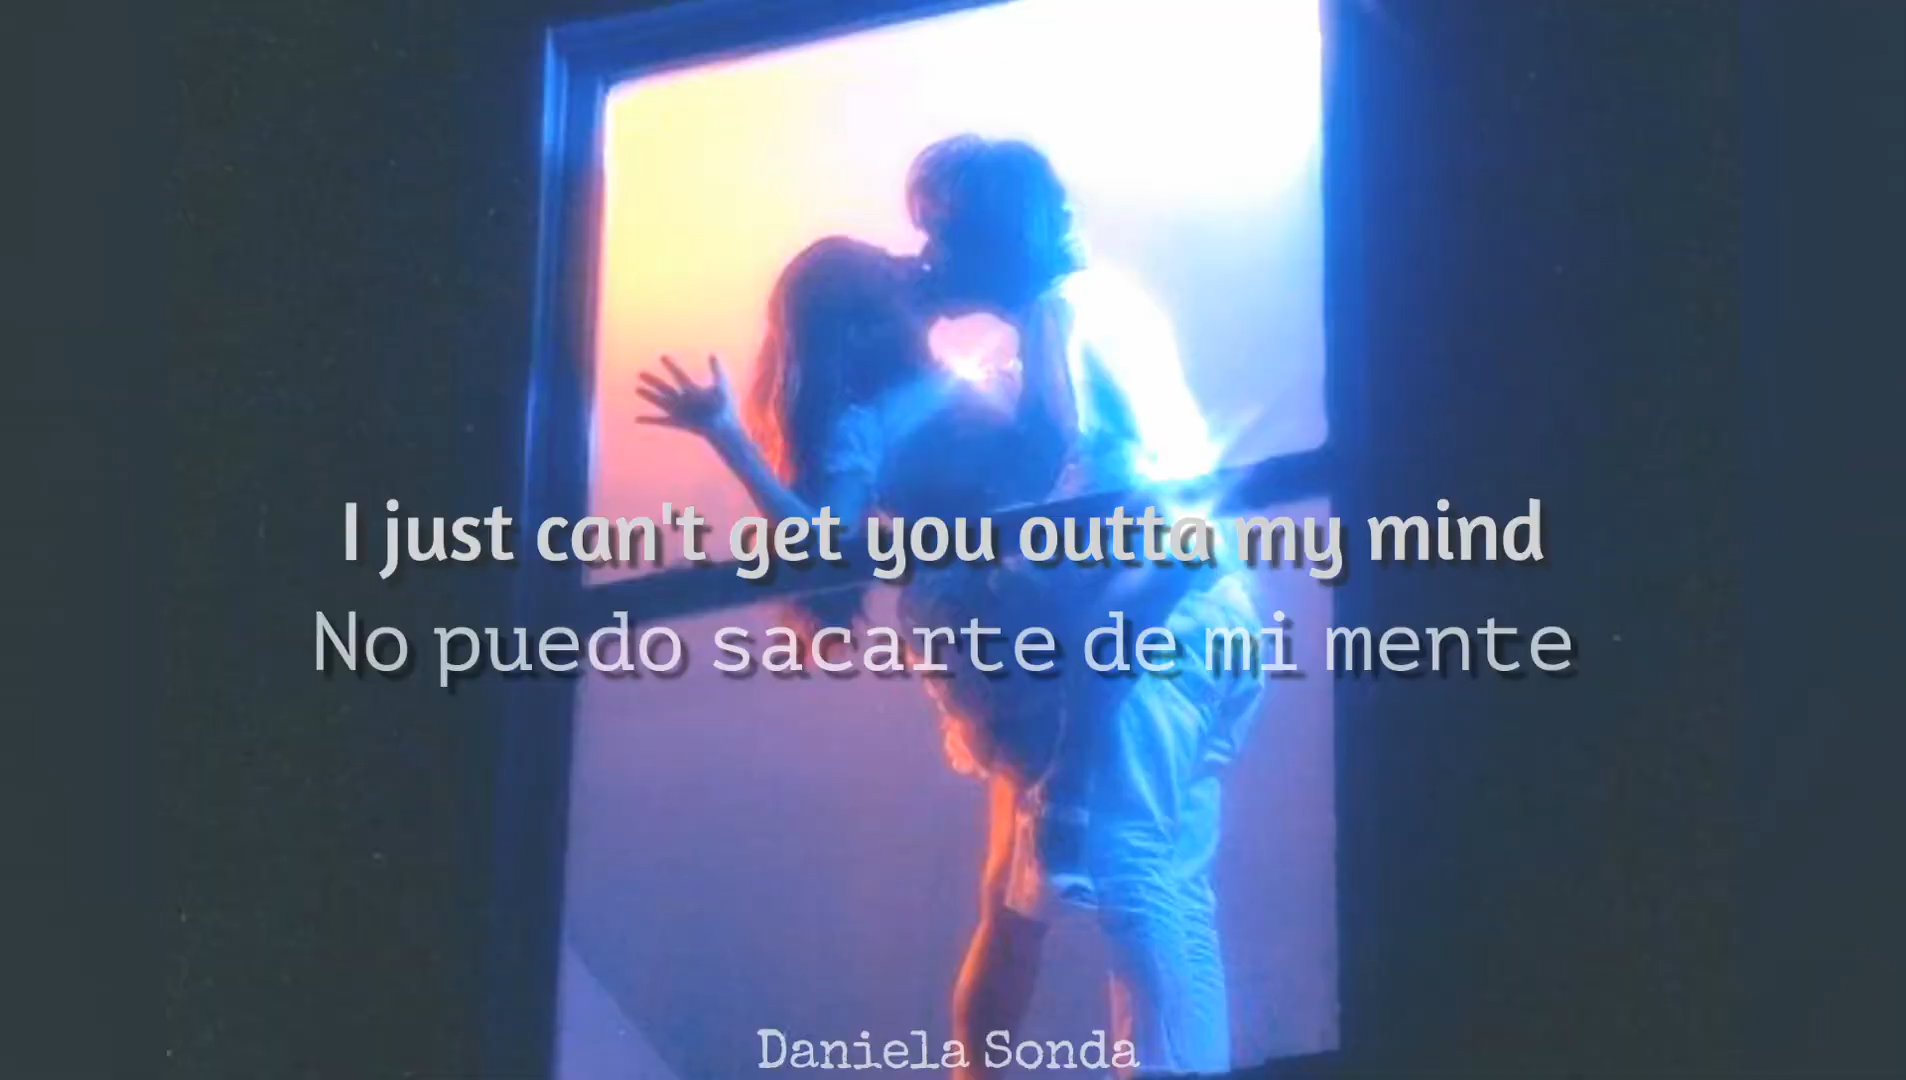 I just can't get you outta my mind
No puedo sacarte de mi mente
Daniela Sonda